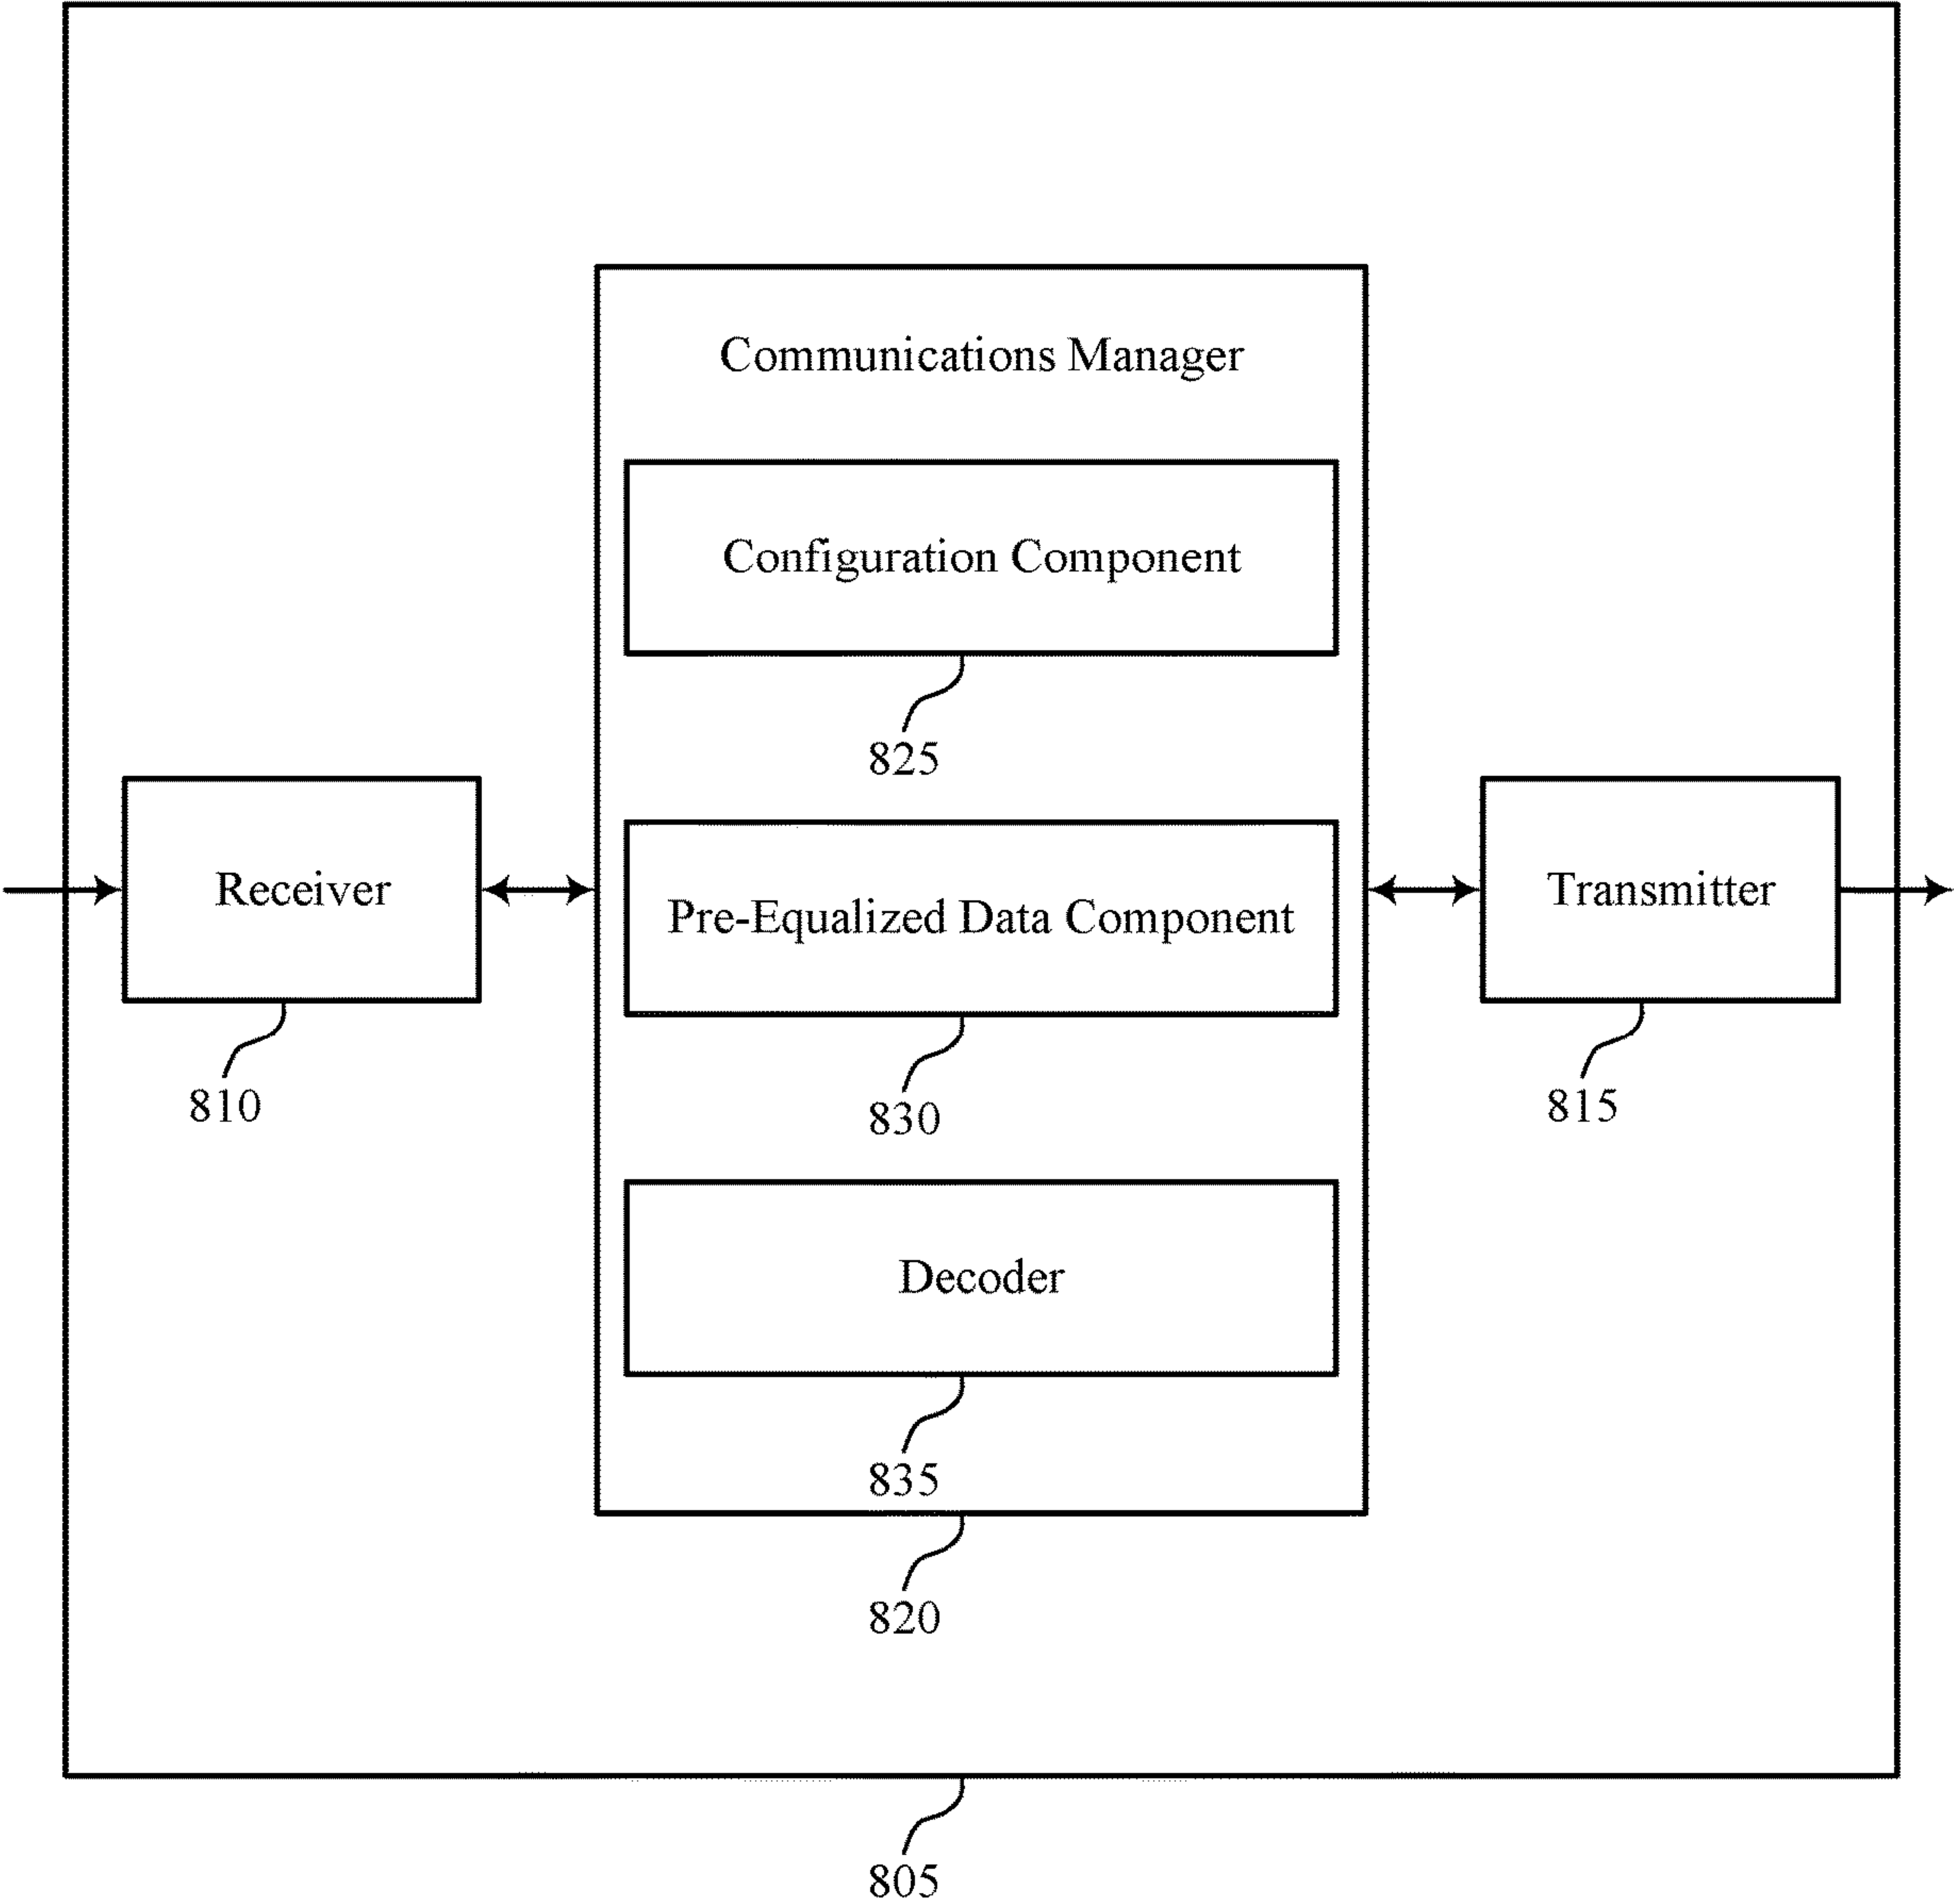 Communications Manager
Configuration Component
825
Receiver
810
Pre-Equalized Data Component
830
Transmitter
815
Decoder
835
820
805